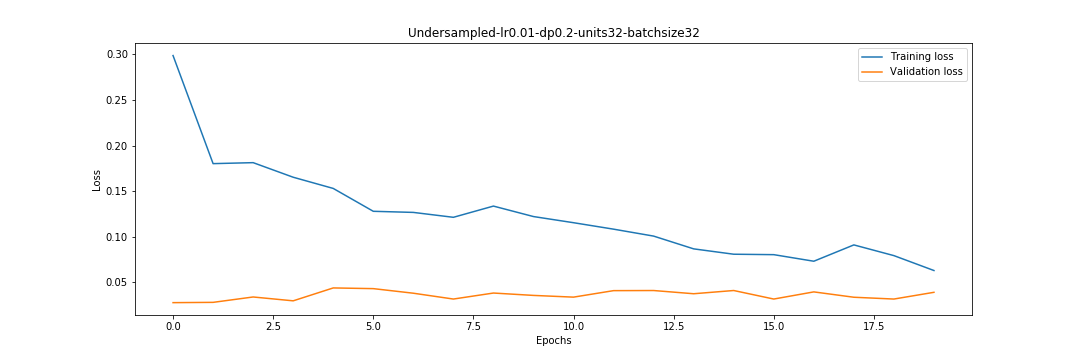 Undersampled-lr0.01-dp0.2-units32-batchsize32
Training loss
Validation loss
0.30
0.25
0.20
0.15
0.10
0.05
Loss
0.0
2.5
5.0
7.5
10.0
12.5
15.0
17.5
Epochs